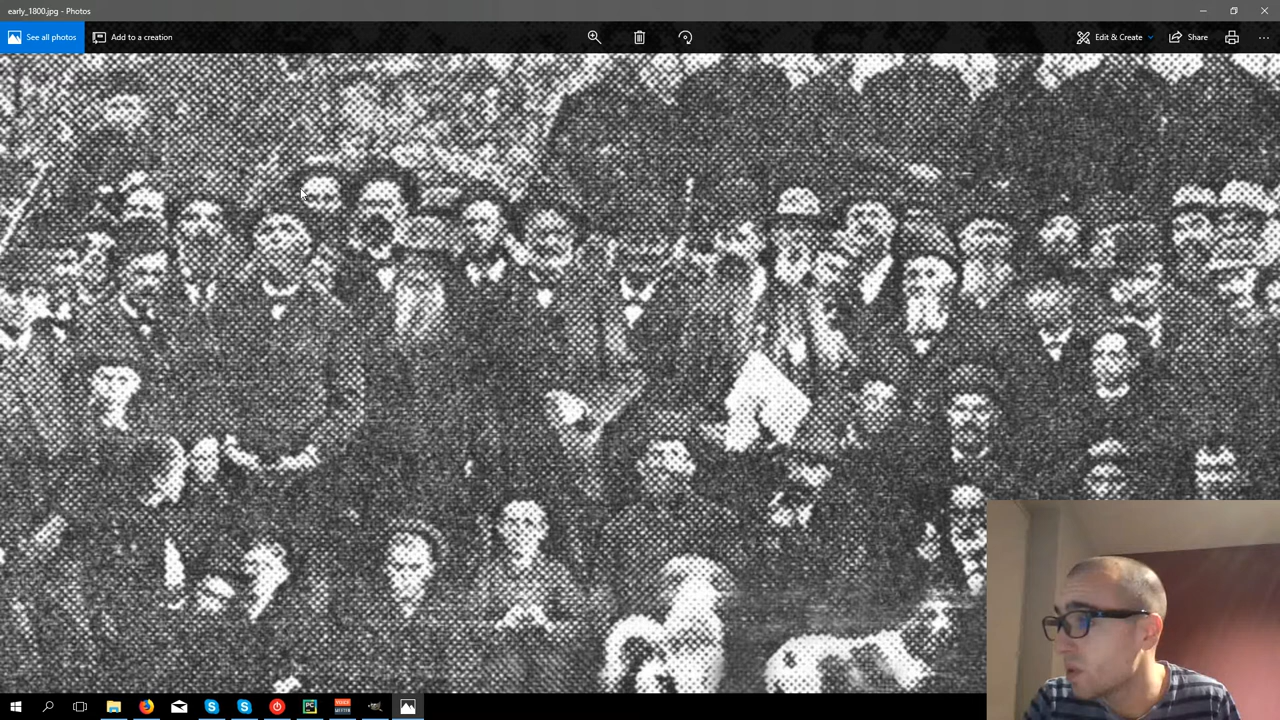 early_1800.jpg - Photos
See all photos
Add to a creation
Edit & Create
Share